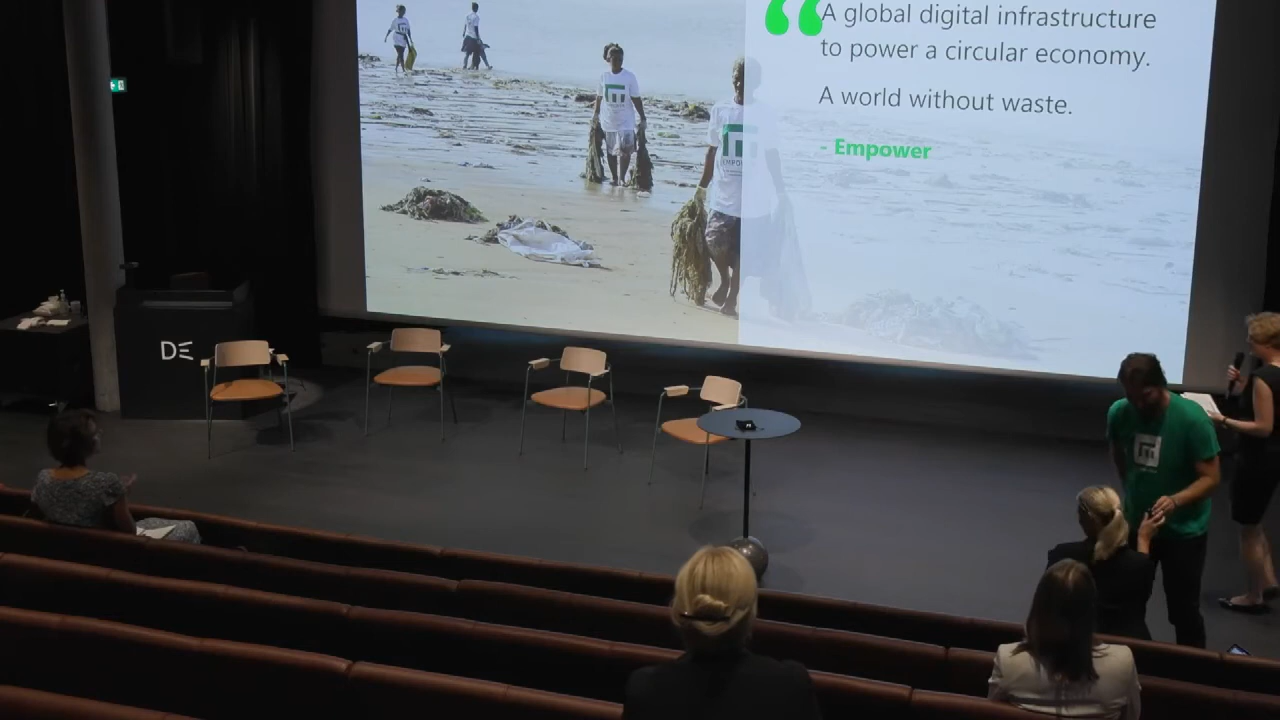 A global digital infrastructure
to power a circular economy.
A world without waste.
- Empower
DE